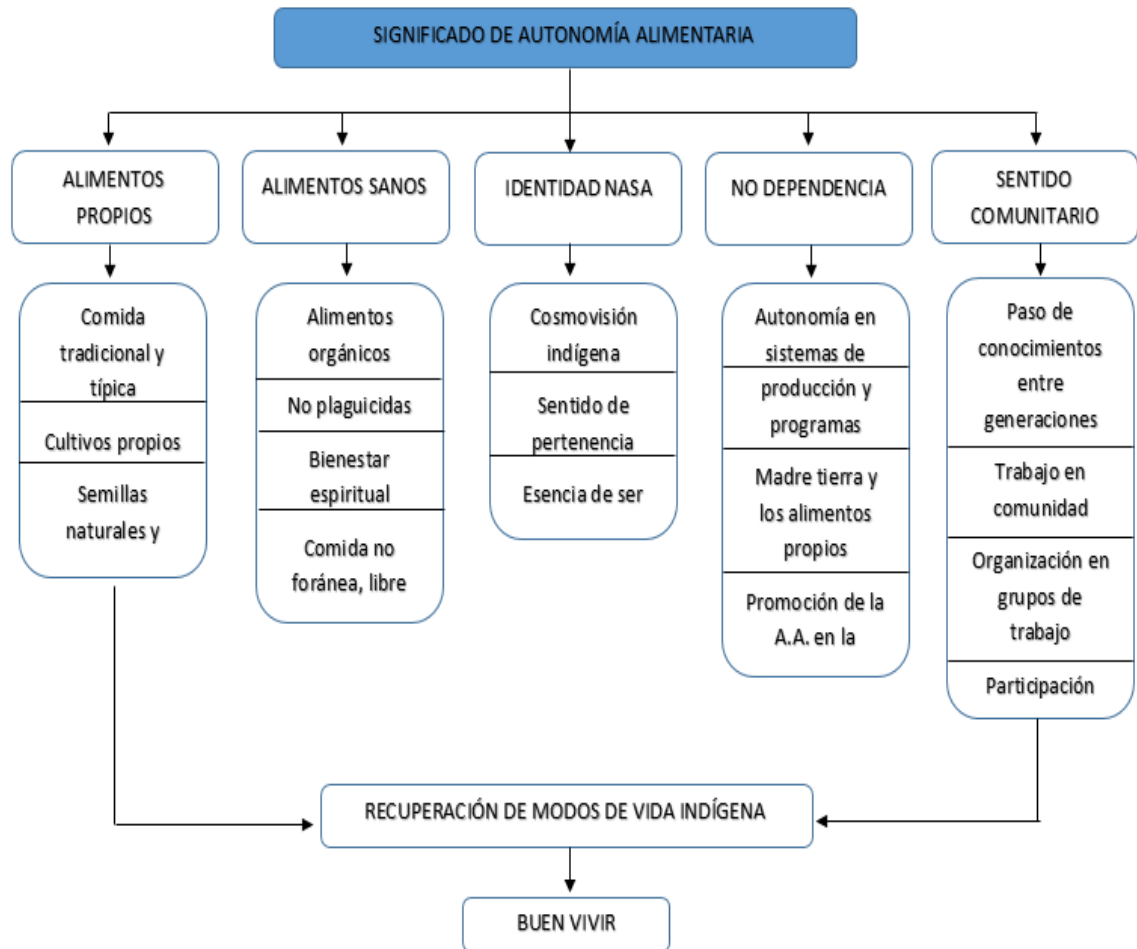 SIGNIFICADO DE AUTONOMÍA ALIMENTARIA
ALIMENTOS
PROPIOS
ALIMENTOS SANOS
IDENTIDAD NASA
NO DEPENDENCIA
SENTIDO
COMUNITARIO
Comida
tradicional y
típica
Cultivos propios
Semillas
naturales y
Alimentos
orgánicos
No plaguicidas
Bienestar
espiritual
Comida no
foránea, libre
Cosmovisión
indígena
Sentido de
pertenencia
Esencia de ser
Autonomía en
sistemas de
producción y
programas
Madre tierra y
los alimentos
propios
Promoción de la
A.A. en la
Paso de
conocimientos
entre
generaciones
Trabajo en
comunidad
Organización en
grupos de
trabajo
Participación
RECUPERACIÓN DE MODOS DE VIDA INDÍGENA
BUEN VIVIR